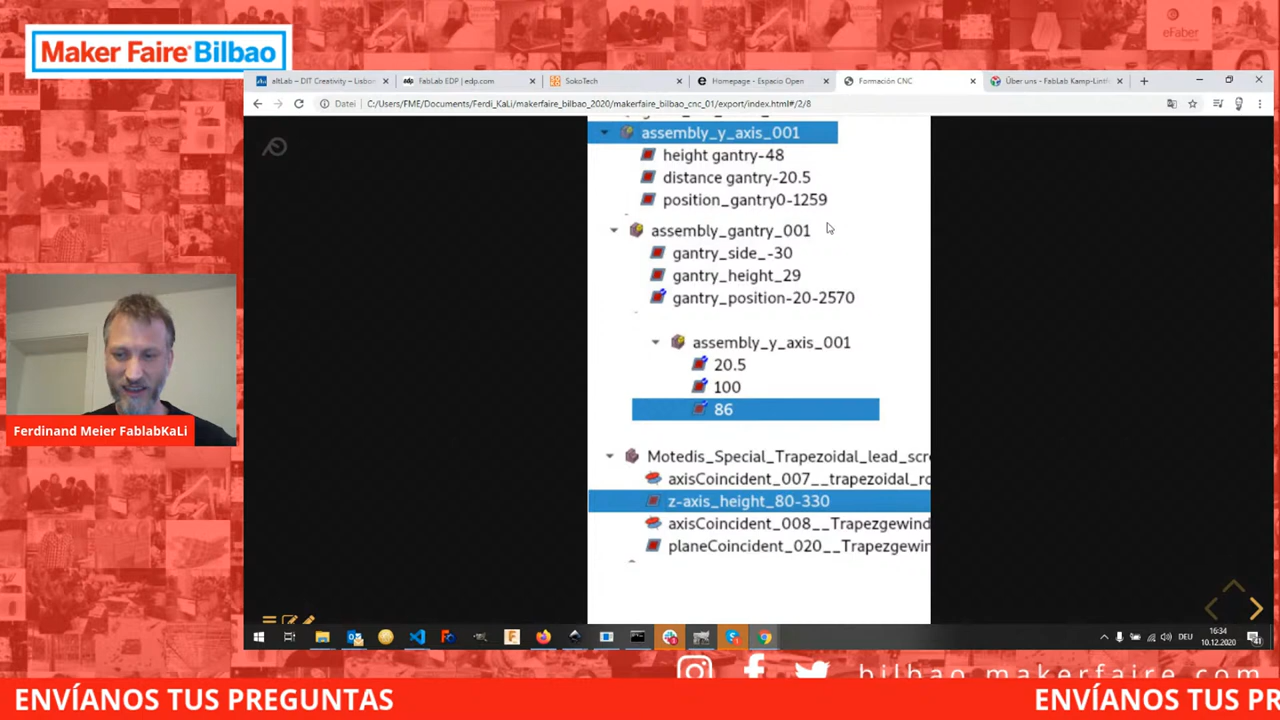 Maker Faire Bilbao
eFaber
altLab – DIT Creativity – Lisbo
edp
FabLab EDP | edp.com
SokoTech
Homepage - Espacio Open
Formación CNC
Über uns - FabLab Kamp-Lintf
Datei
C:/Users/FME/Documents/Ferdi_KaLi/makerfaire_bilbao_2020/makerfaire_bilbao_cnc_01/export/index.html#/2/8
assembly_y_axis_001
height gantry-48
distance gantry-20.5
position_gantry0-1259
assembly_gantry_001
gantry_side_-30
gantry_height_29
gantry_position-20-2570
assembly_y_axis_001
20.5
100
86
Motedis_Special_Trapezoidal_lead_scre
axisCoincident_007__trapezoidal_ro
z-axis_height_80-330
axisCoincident_008__Trapezgewind
planeCoincident_020__Trapezgewin
Ferdinand Meier FablabKaLi
DEU
16:34
10.12.2020
bilbao.makerfaire.com
ENVÍANOS TUS PREGUNTAS
ENVÍANOS TUS PR